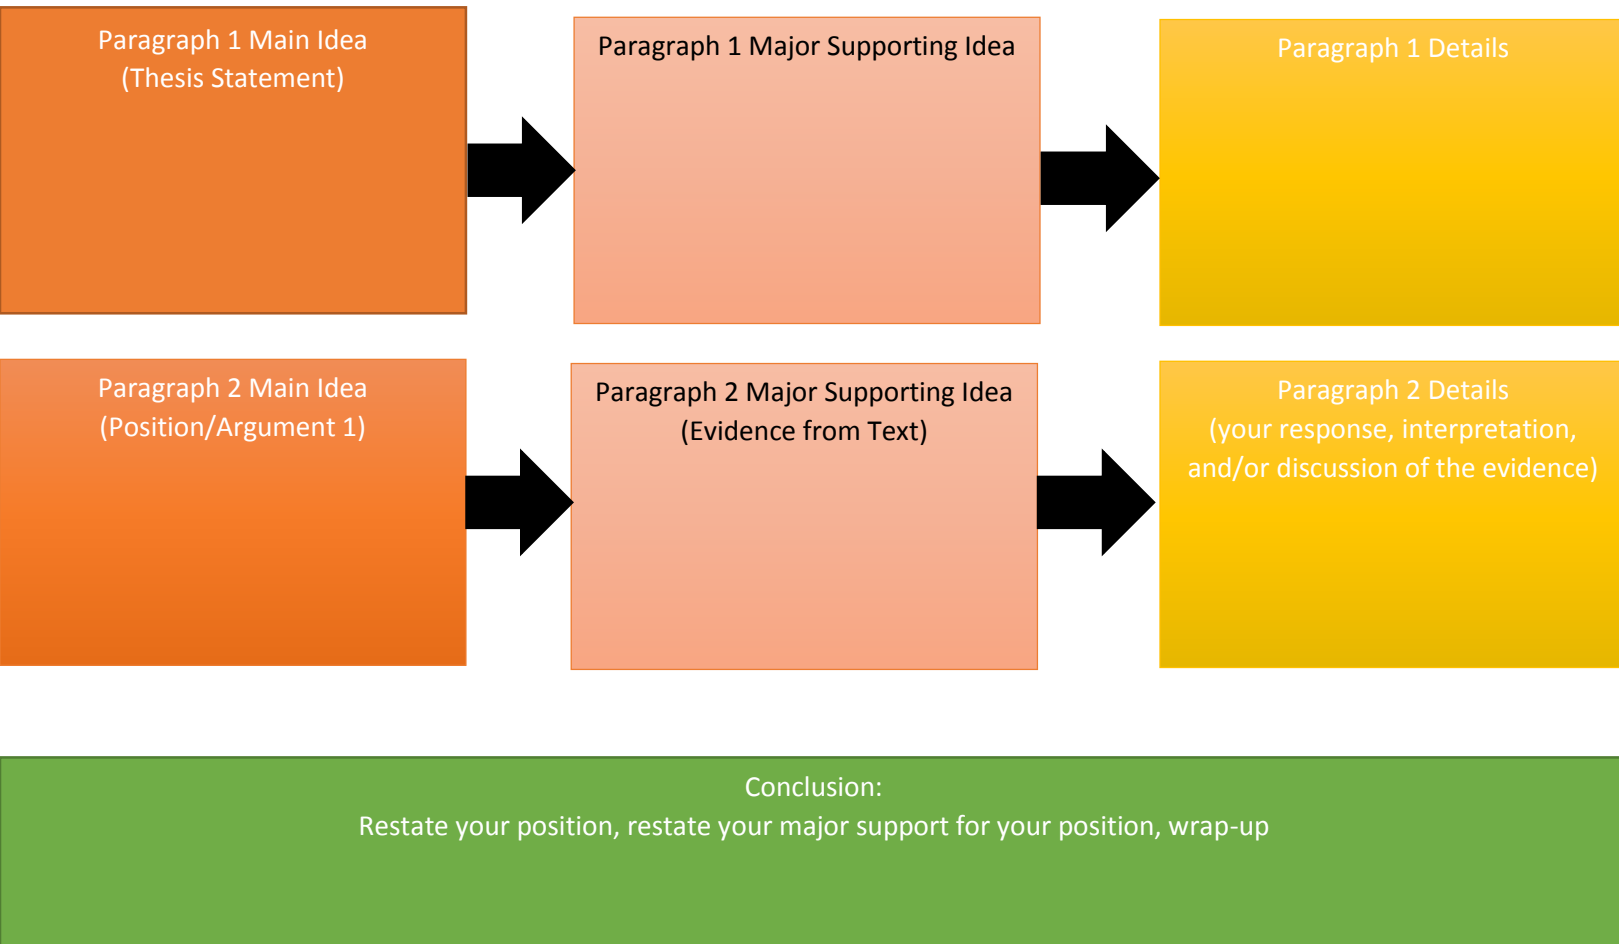 Paragraph 1 Main Idea
(Thesis Statement)
Paragraph 1 Major Supporting Idea
Paragraph 1 Details
Paragraph 2 Main Idea
(Position/Argument 1)
Paragraph 2 Major Supporting Idea
(Evidence from Text)
Paragraph 2 Details
(your response, interpretation,
and/or discussion of the evidence)
Conclusion:
Restate your position, restate your major support for your position, wrap-up